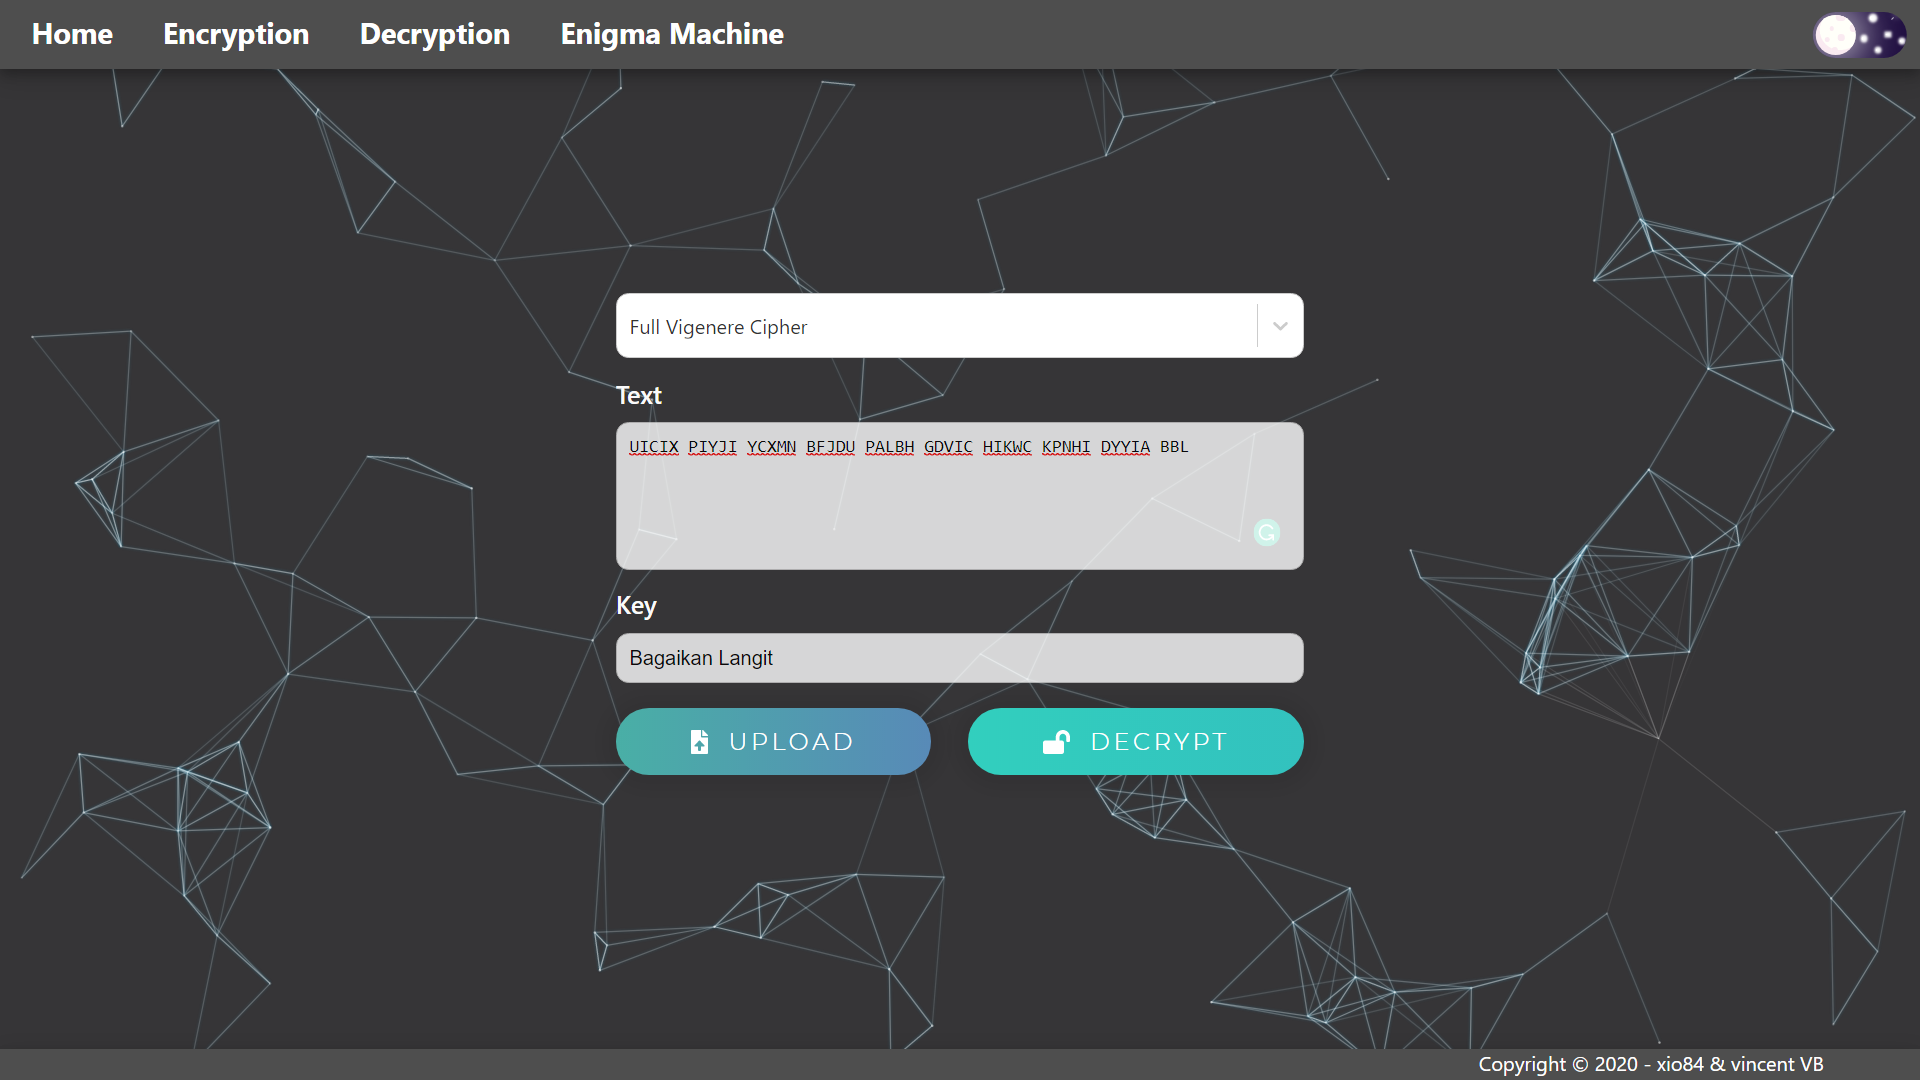 Home Encryption Decryption Enigma Machine
Full Vigenere Cipher
Text
UICIX PIYJI YCXMN BFJDU PALBH GDVIC HIKWC KPNHI DYYIA BBL
Key
Bagaikan Langit
UPLOAD DECRYPT
Copyright © 2020 - xio84 & vincent VB